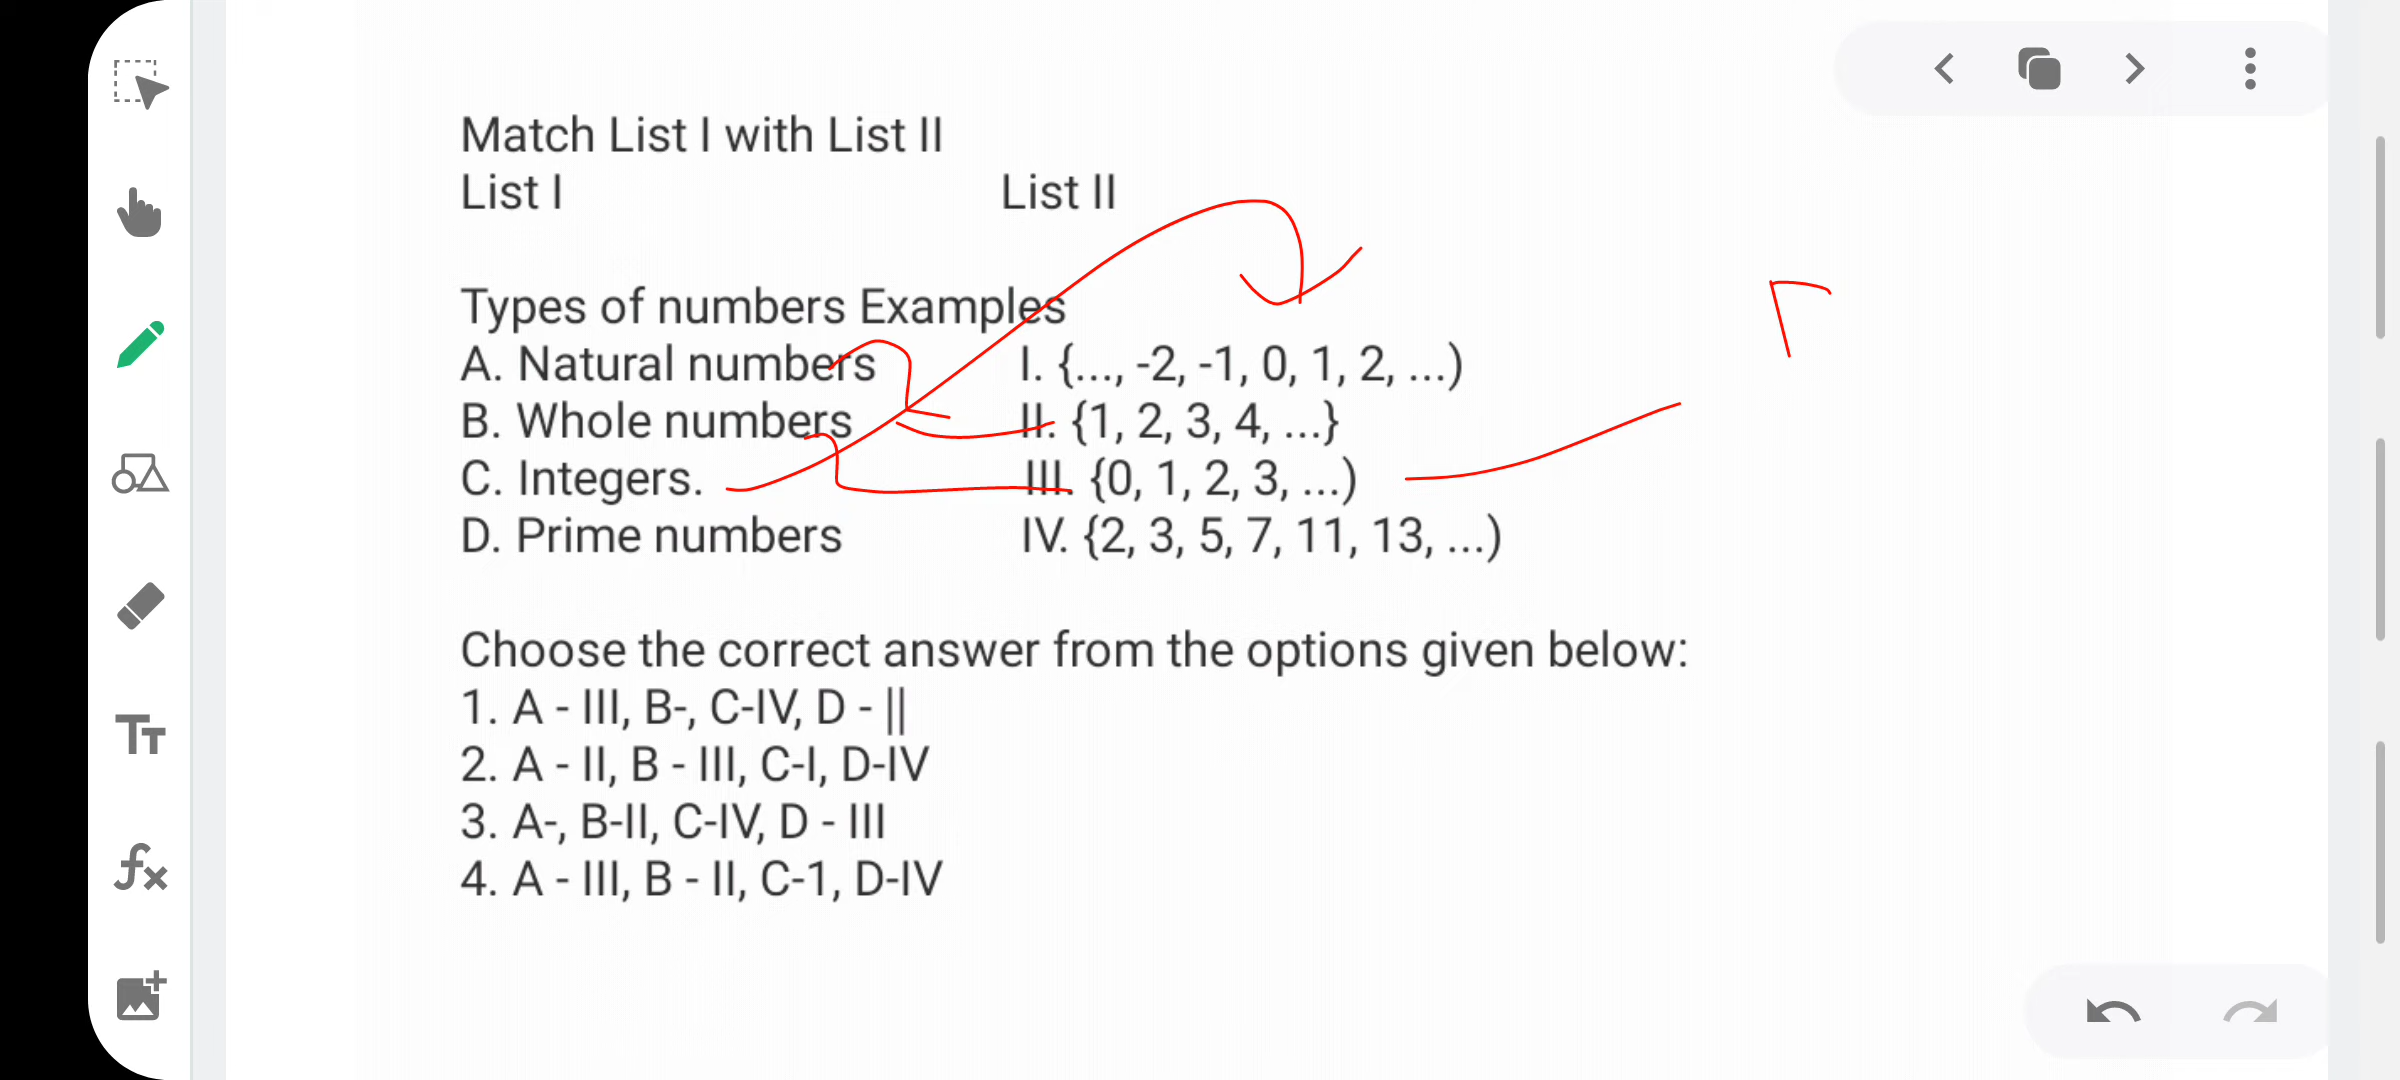 Match List I with List II
List I List II
Types of numbers Examples
A. Natural numbers I. {..., -2, -1, 0, 1, 2, ...)
B. Whole numbers II. {1, 2, 3, 4, ...}
C. Integers. III. {0, 1, 2, 3, ...)
D. Prime numbers IV. {2, 3, 5, 7, 11, 13, ...)
Choose the correct answer from the options given below:
1. A - III, B-, C-IV, D - ||
2. A - II, B - III, C-I, D-IV
3. A-, B-II, C-IV, D - III
4. A - III, B - II, C-1, D-IV